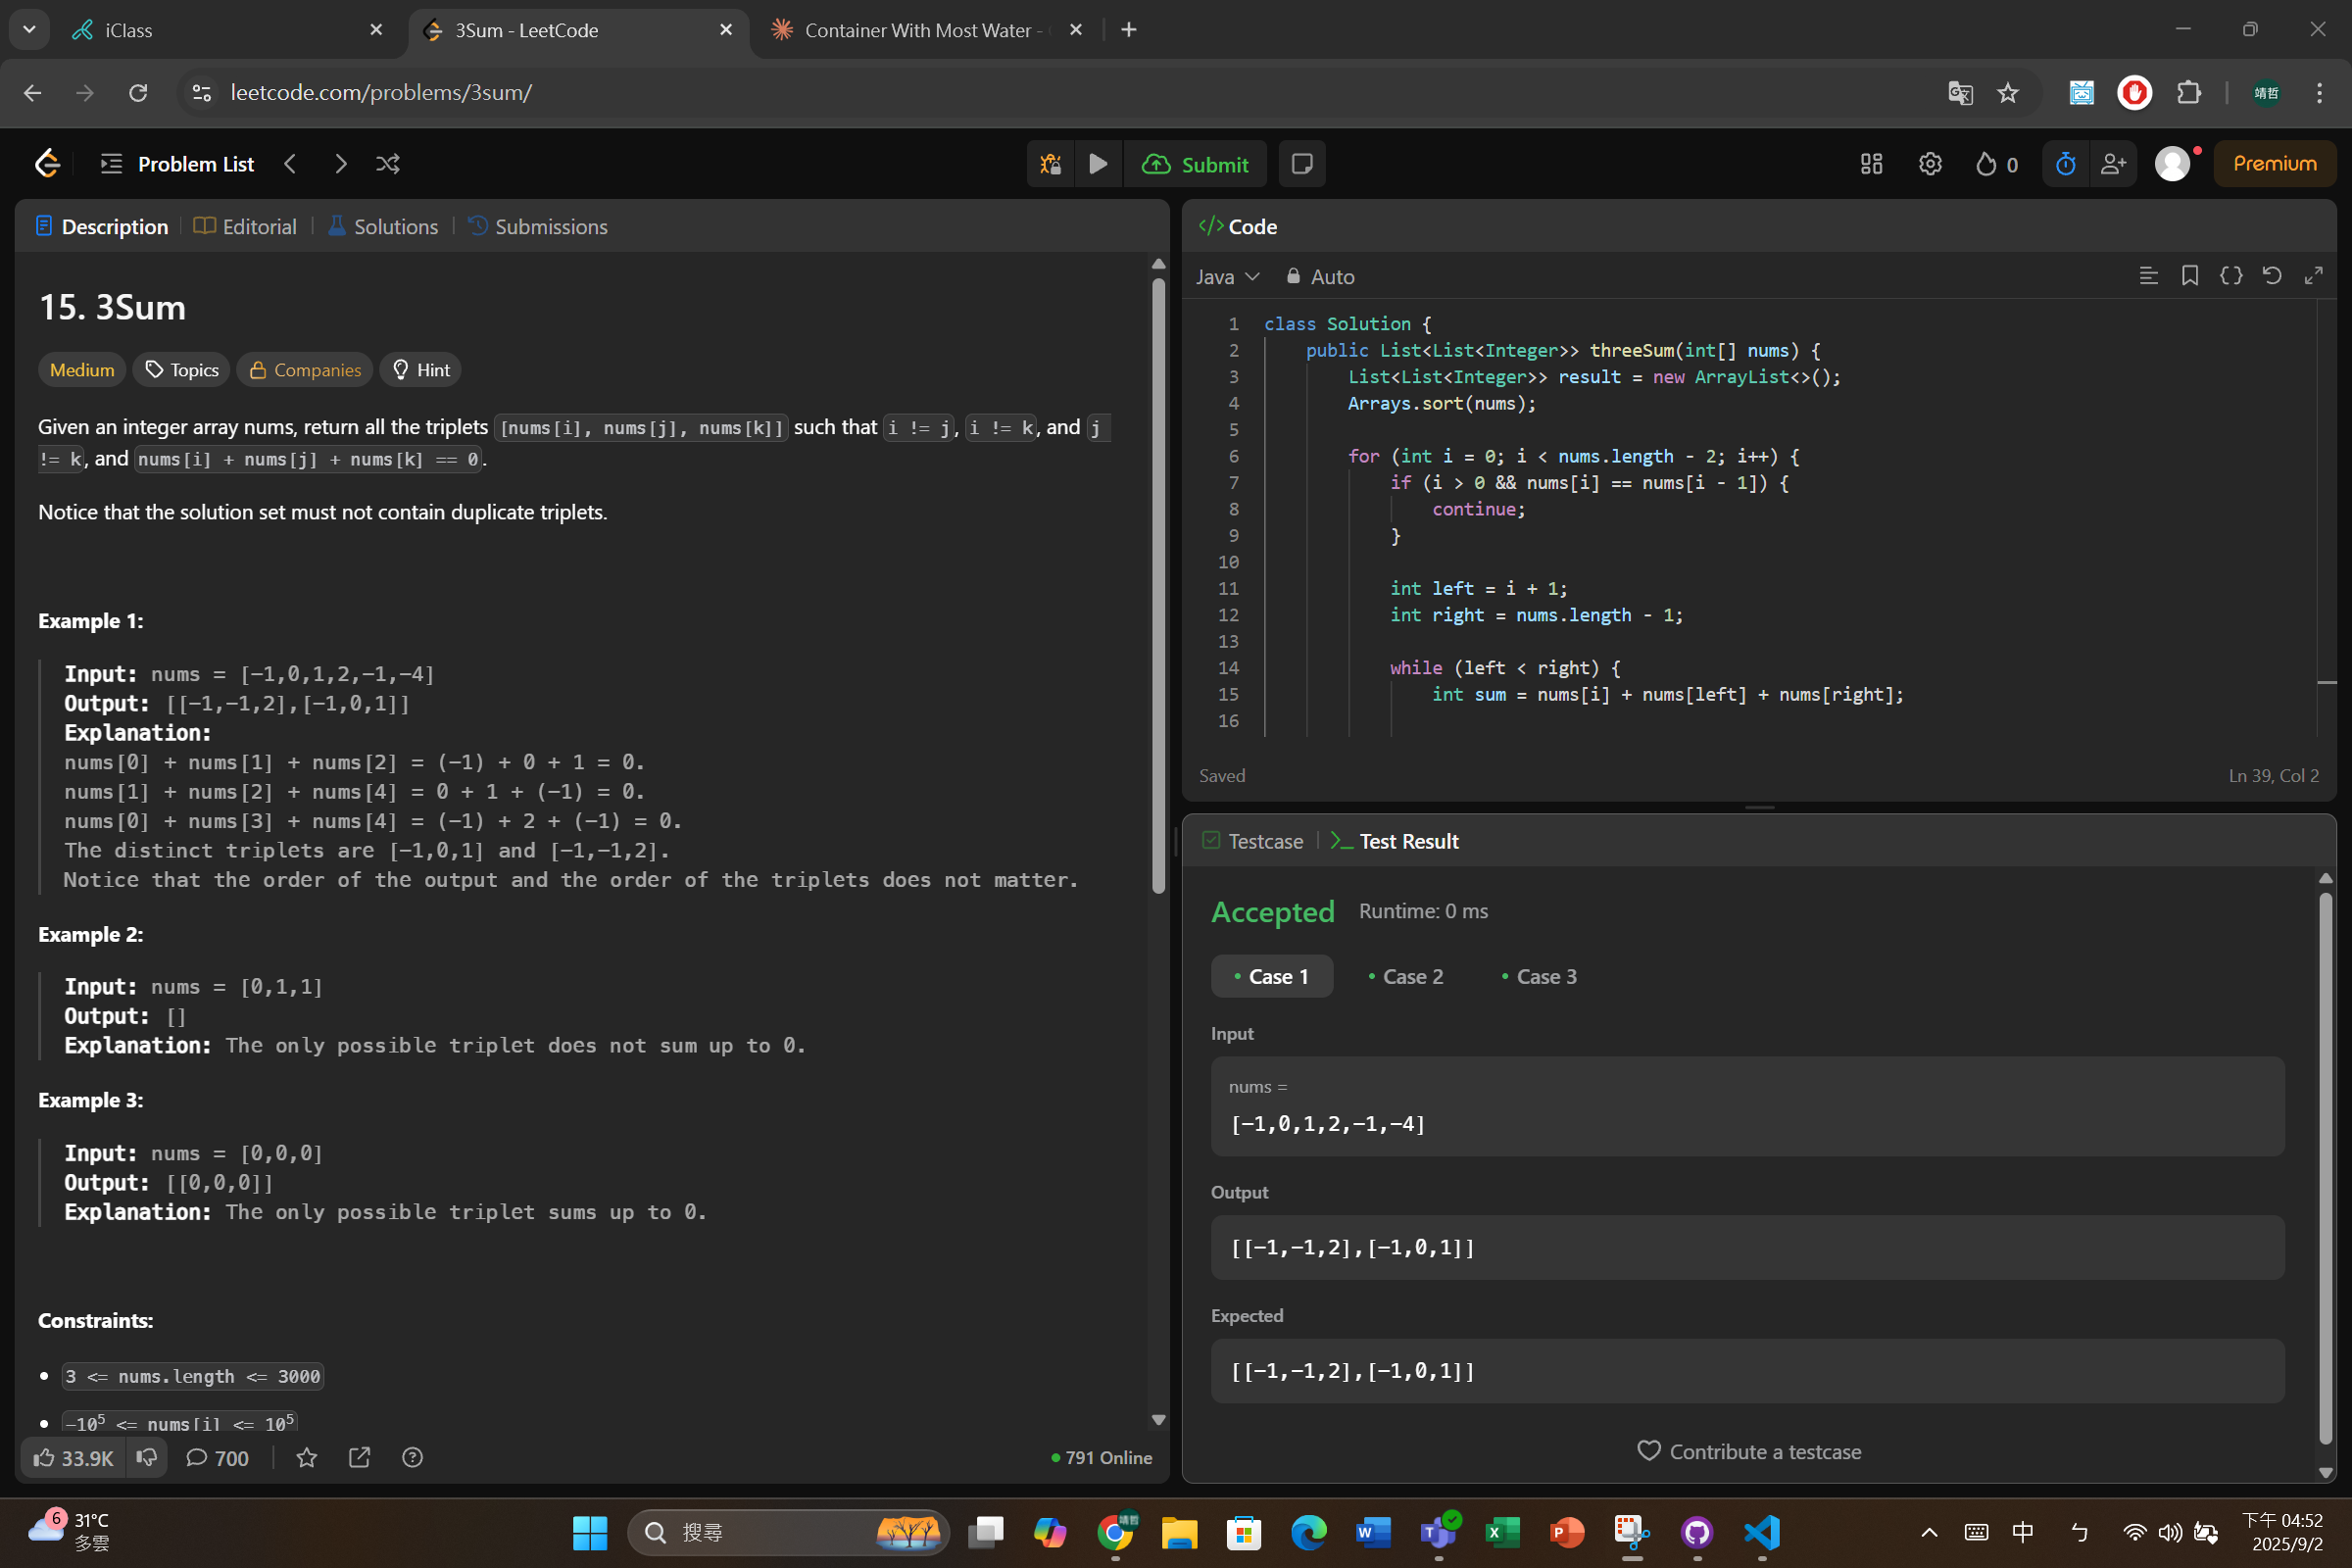 iClass
3Sum - LeetCode
Container With Most Water -
leetcode.com/problems/3sum/
靖哲
Problem List
Submit
0
Premium
Description
Editorial
Solutions
Submissions
15. 3Sum
Medium
Topics
Companies
Hint
Given an integer array nums, return all the triplets [nums[i], nums[j], nums[k]] such that i != j, i != k, and j
!= k, and nums[i] + nums[j] + nums[k] == 0.
Notice that the solution set must not contain duplicate triplets.
Example 1:
Input: nums = [-1,0,1,2,-1,-4]
Output: [[-1,-1,2],[-1,0,1]]
Explanation:
nums[0] + nums[1] + nums[2] = (-1) + 0 + 1 = 0.
nums[1] + nums[2] + nums[4] = 0 + 1 + (-1) = 0.
nums[0] + nums[3] + nums[4] = (-1) + 2 + (-1) = 0.
The distinct triplets are [-1,0,1] and [-1,-1,2].
Notice that the order of the output and the order of the triplets does not matter.
Example 2:
Input: nums = [0,1,1]
Output: []
Explanation: The only possible triplet does not sum up to 0.
Example 3:
Input: nums = [0,0,0]
Output: [[0,0,0]]
Explanation: The only possible triplet sums up to 0.
Constraints:
3 <= nums.length <= 3000
-10⁵ <= nums[i] <= 10⁵
33.9K
700
791 Online
Code
Java
Auto
1 class Solution {
2 public List<List<Integer>> threeSum(int[] nums) {
3 List<List<Integer>> result = new ArrayList<>();
4 Arrays.sort(nums);
5
6 for (int i = 0; i < nums.length - 2; i++) {
7 if (i > 0 && nums[i] == nums[i - 1]) {
8 continue;
9 }
10
11 int left = i + 1;
12 int right = nums.length - 1;
13
14 while (left < right) {
15 int sum = nums[i] + nums[left] + nums[right];
16
Saved
Ln 39, Col 2
Testcase
Test Result
Accepted
Runtime: 0 ms
Case 1
Case 2
Case 3
Input
nums =
[-1,0,1,2,-1,-4]
Output
[[-1,-1,2],[-1,0,1]]
Expected
[[-1,-1,2],[-1,0,1]]
Contribute a testcase
6
31°C
多雲
搜尋
靖哲
中
ㄅ
下午 04:52
2025/9/2